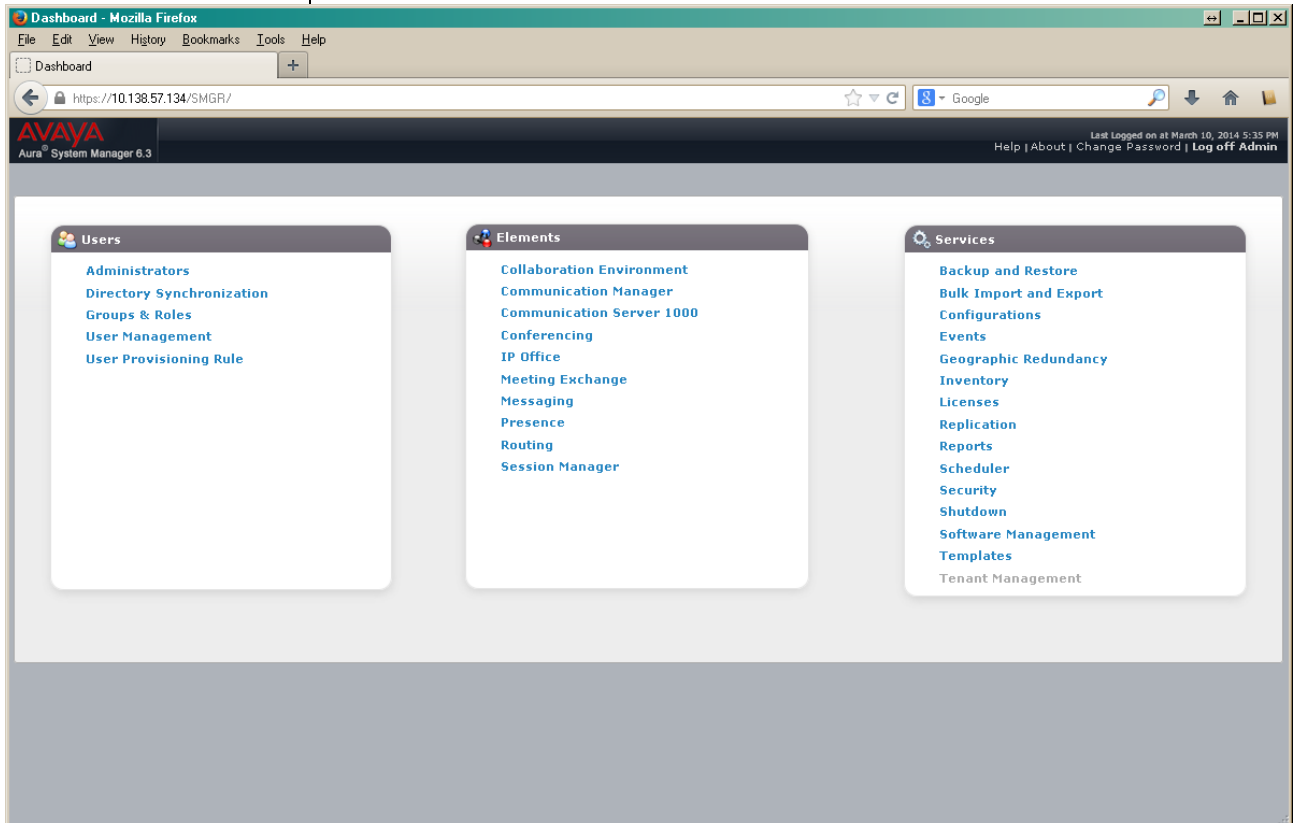 Dashboard - Mozilla Firefox
File Edit View History Bookmarks Tools Help
Dashboard
https://10.138.57.134/SMGR/
Google
AVAYA
Aura® System Manager 6.3
Last Logged on at March 10, 2014 5:35 PM
Help | About | Change Password | Log off Admin
Users
Administrators
Directory Synchronization
Groups & Roles
User Management
User Provisioning Rule
Elements
Collaboration Environment
Communication Manager
Communication Server 1000
Conferencing
IP Office
Meeting Exchange
Messaging
Presence
Routing
Session Manager
Services
Backup and Restore
Bulk Import and Export
Configurations
Events
Geographic Redundancy
Inventory
Licenses
Replication
Reports
Scheduler
Security
Shutdown
Software Management
Templates
Tenant Management